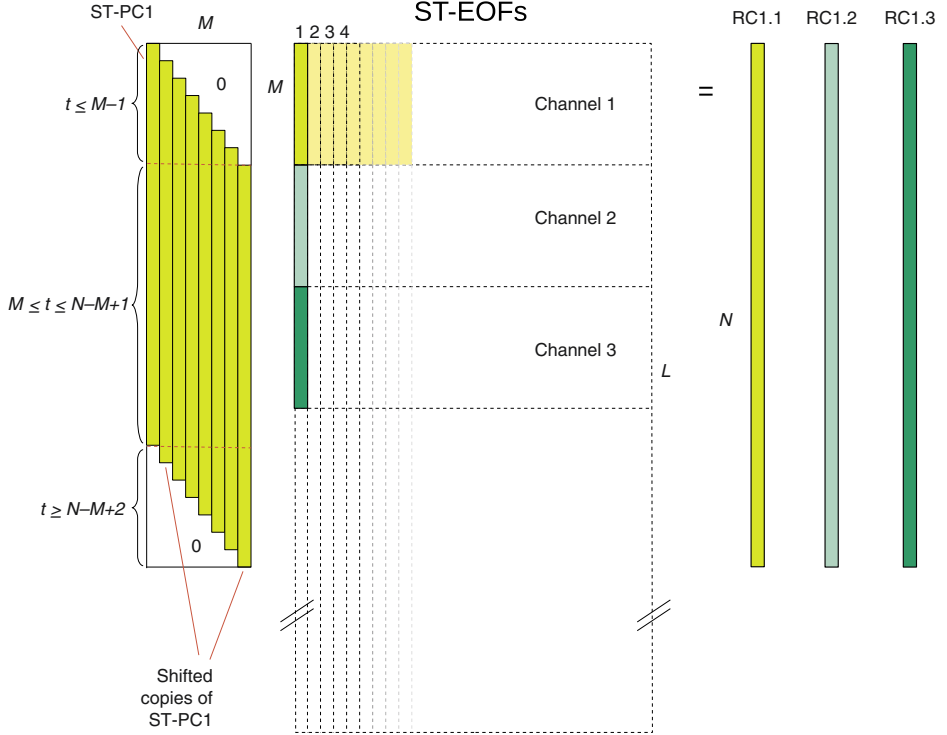 ST-EOFs
ST-PC1
M
1 2 3 4
RC1.1 RC1.2 RC1.3
0
M
=
t ≤ M–1
Channel 1
Channel 2
M ≤ t ≤ N–M+1
N
Channel 3
L
t ≥ N–M+2
0
Shifted
copies of
ST-PC1